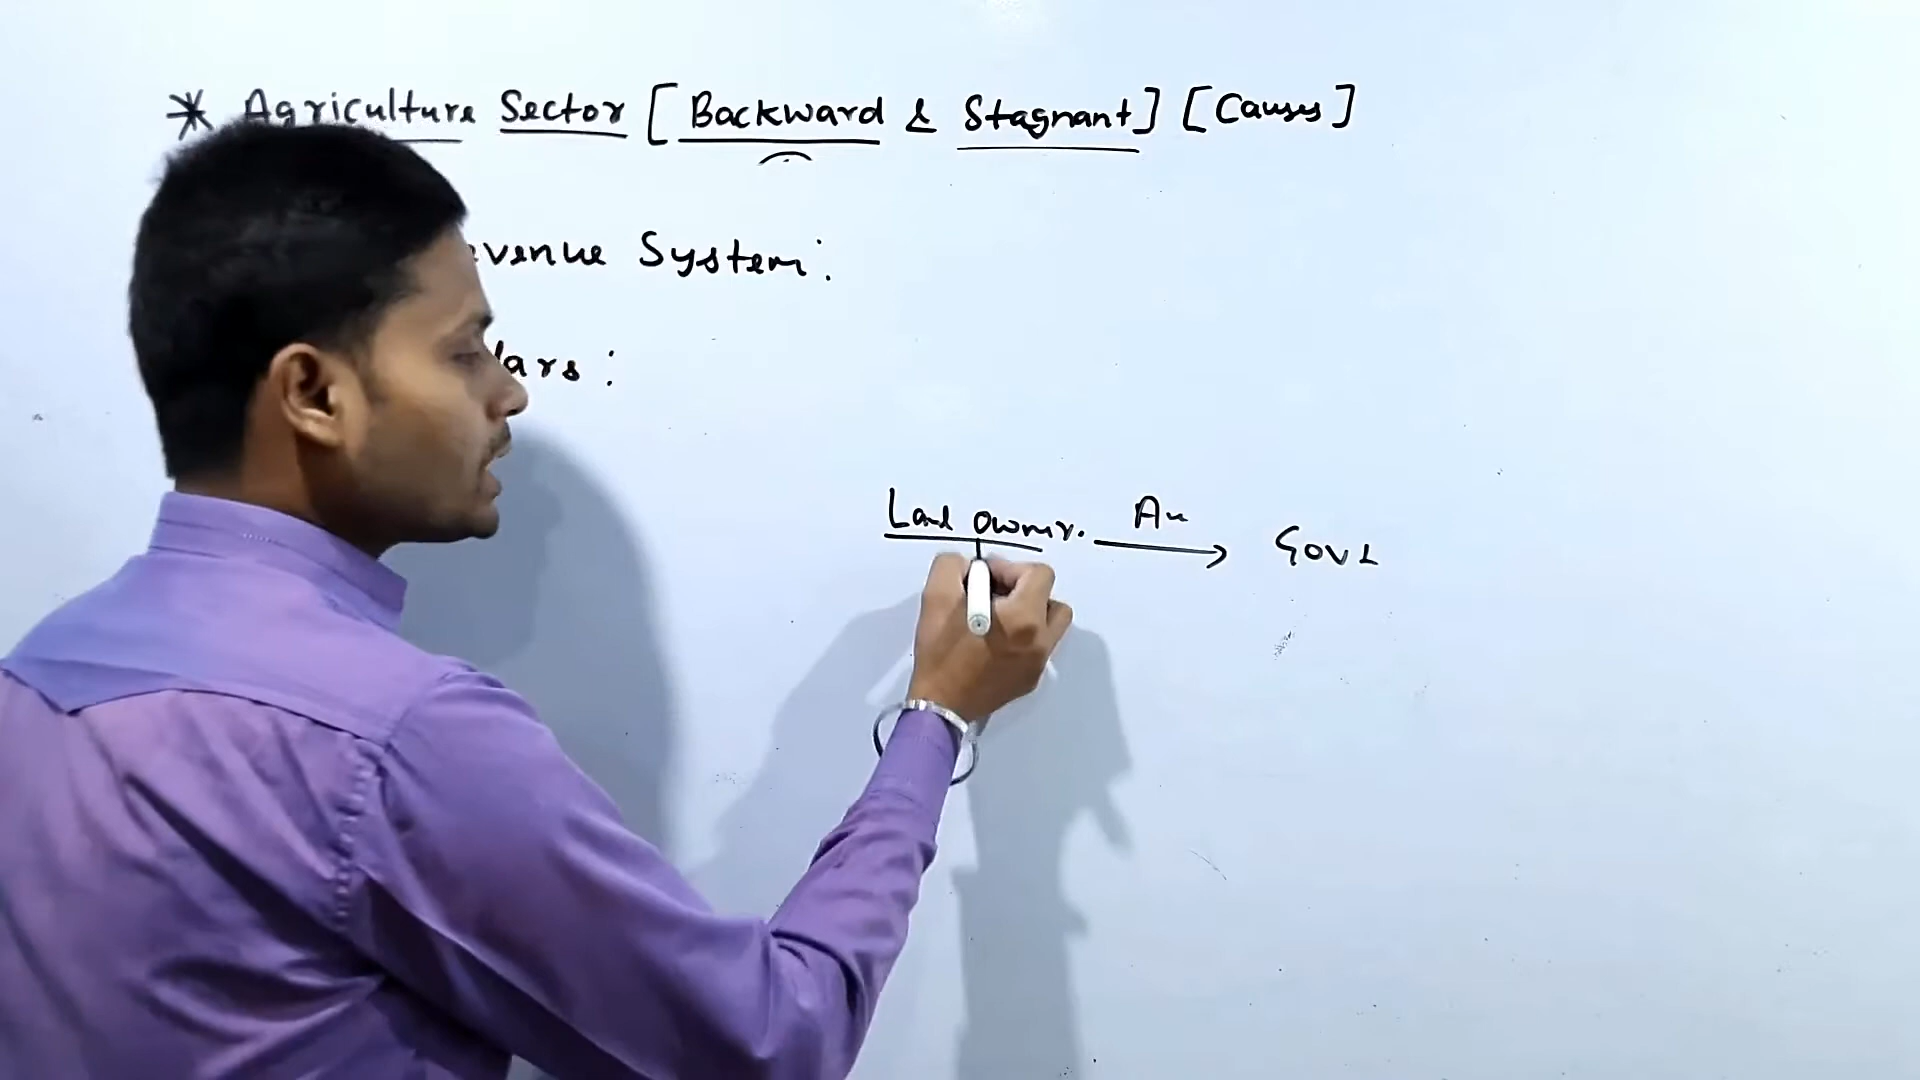 * Agriculture Sector [Backward & Stagnant] [Causes]
venue System:
dars:
Land owner. Au
Govt